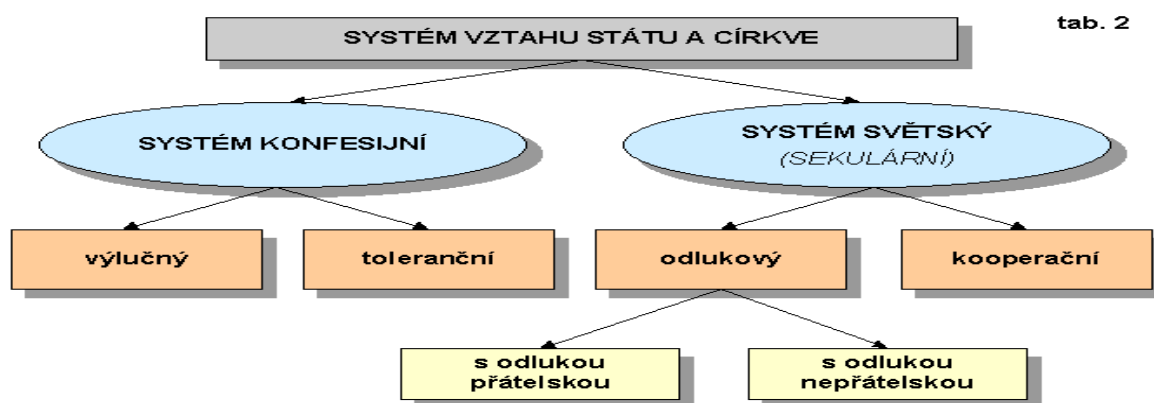 tab. 2
SYSTÉM VZTAHU STÁTU A CÍRKVE
SYSTÉM KONFESIJNÍ
SYSTÉM SVĚTSKÝ
(SEKULÁRNÍ)
výlučný
toleranční
odlukový
kooperační
s odlukou
přátelskou
s odlukou
nepřátelskou